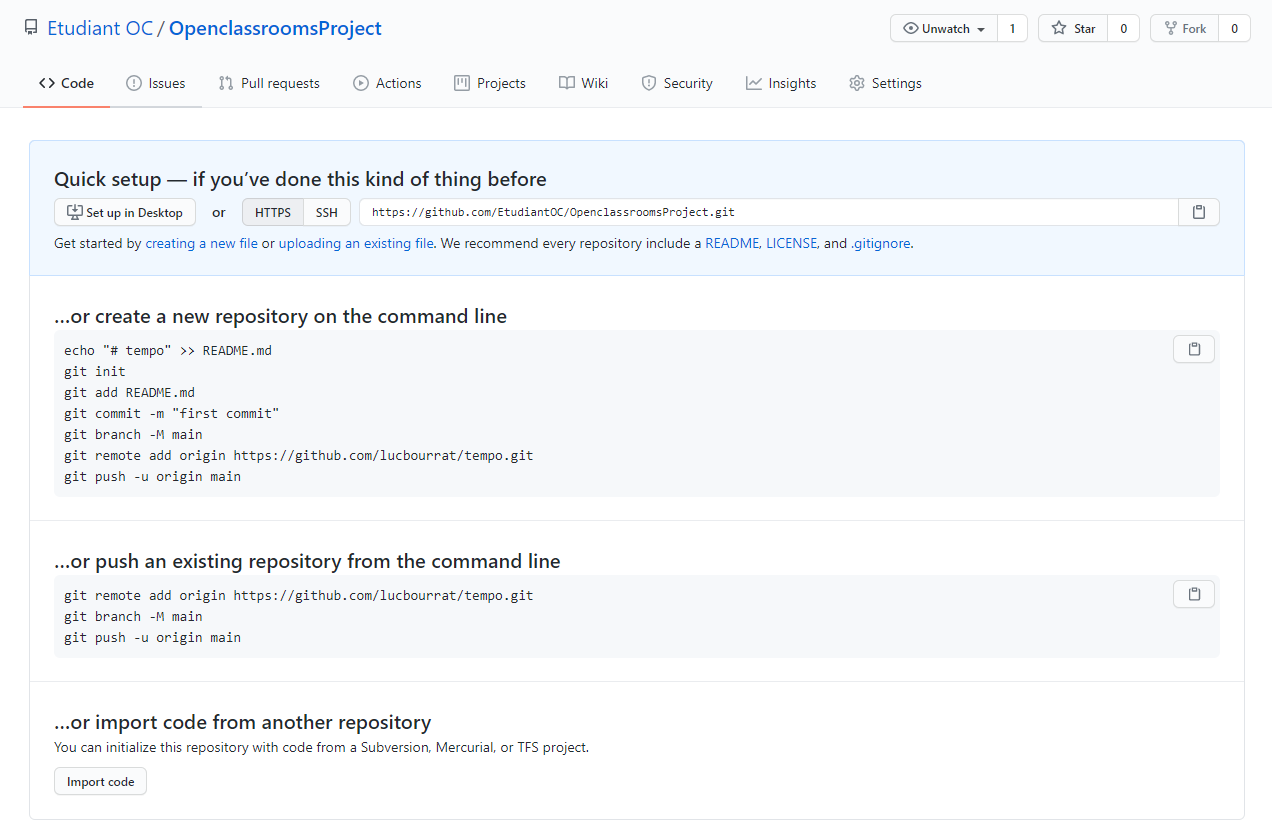 Etudiant OC / OpenclassroomsProject
Unwatch 1 Star 0 Fork 0
Code Issues Pull requests Actions Projects Wiki Security Insights Settings
Quick setup — if you’ve done this kind of thing before
Set up in Desktop or HTTPS SSH https://github.com/EtudiantOC/OpenclassroomsProject.git
Get started by creating a new file or uploading an existing file. We recommend every repository include a README, LICENSE, and .gitignore.
…or create a new repository on the command line
echo "# tempo" >> README.md
git init
git add README.md
git commit -m "first commit"
git branch -M main
git remote add origin https://github.com/lucbourrat/tempo.git
git push -u origin main
…or push an existing repository from the command line
git remote add origin https://github.com/lucbourrat/tempo.git
git branch -M main
git push -u origin main
…or import code from another repository
You can initialize this repository with code from a Subversion, Mercurial, or TFS project.
Import code